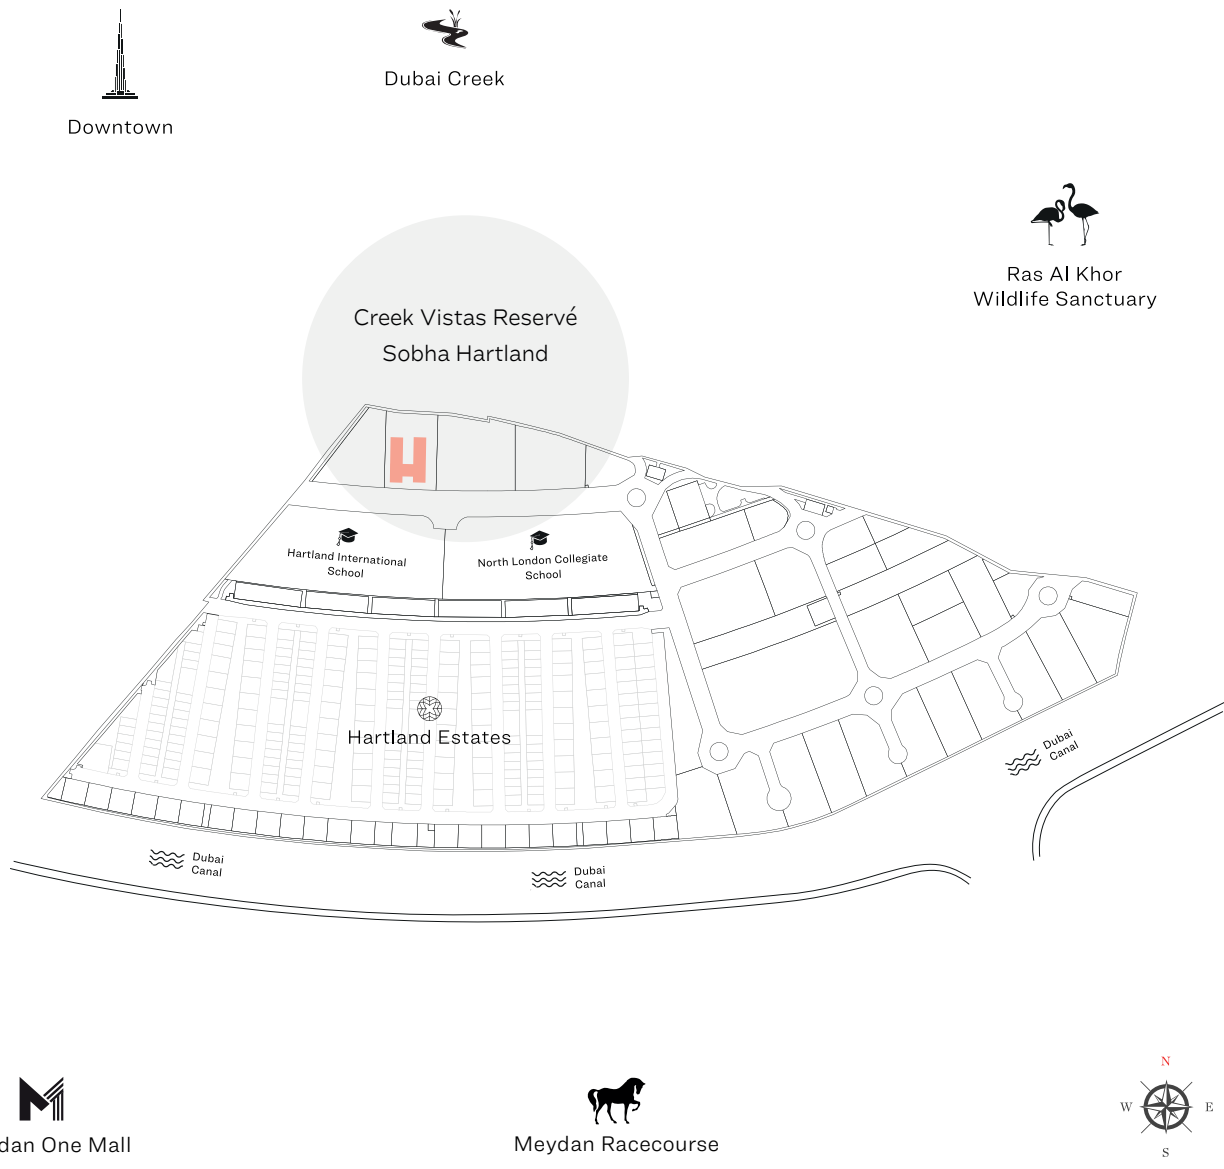 Downtown
Dubai Creek
Ras Al Khor
Wildlife Sanctuary
Creek Vistas Reservé
Sobha Hartland
Hartland International
School
North London Collegiate
School
Hartland Estates
Dubai
Canal
Dubai
Canal
Dubai
Canal
dan One Mall
Meydan Racecourse
N
W
E
S